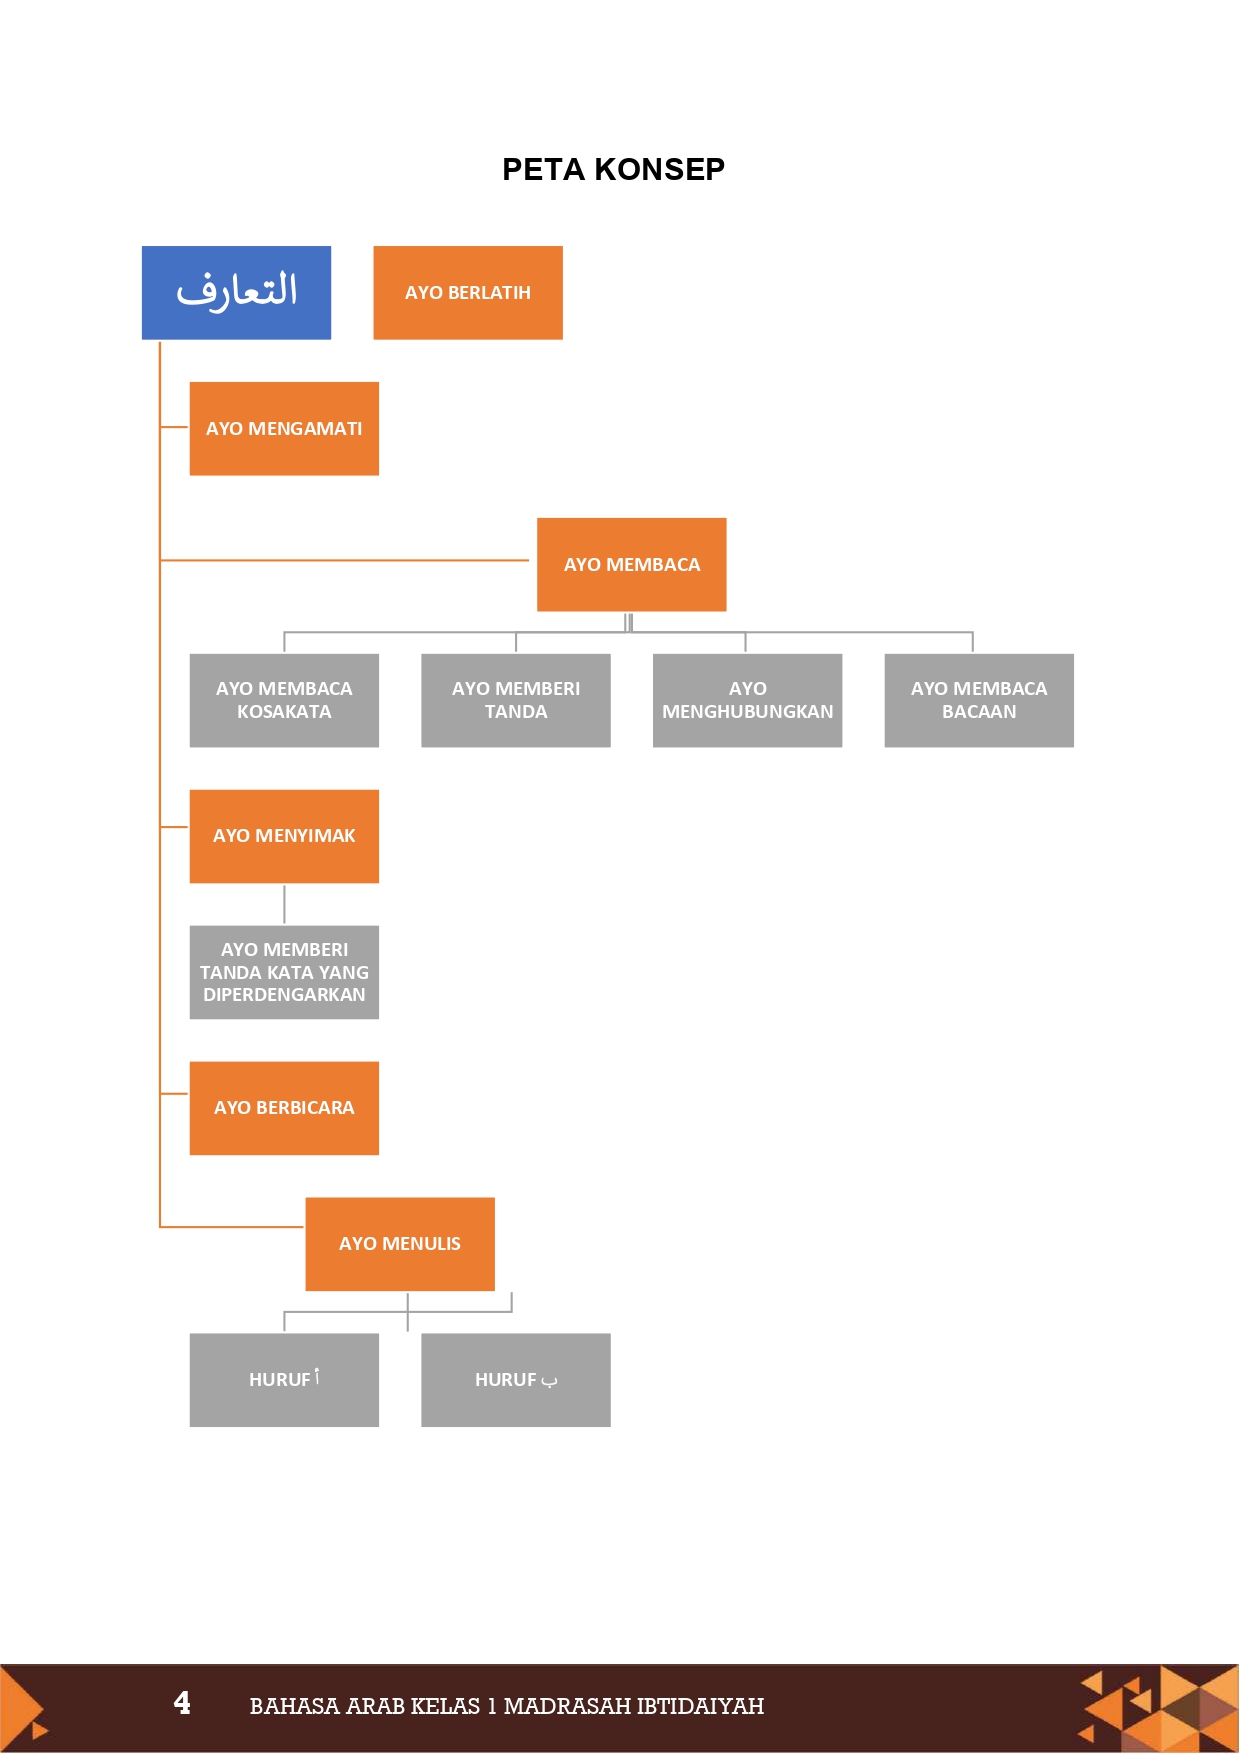 PETA KONSEP
التعارف
AYO BERLATIH
AYO MENGAMATI
AYO MEMBACA
AYO MEMBACA
KOSAKATA
AYO MEMBERI
TANDA
AYO
MENGHUBUNGKAN
AYO MEMBACA
BACAAN
AYO MENYIMAK
AYO MEMBERI
TANDA KATA YANG
DIPERDENGARKAN
AYO BERBICARA
AYO MENULIS
HURUF أ
HURUF ب
4 BAHASA ARAB KELAS 1 MADRASAH IBTIDAIYAH